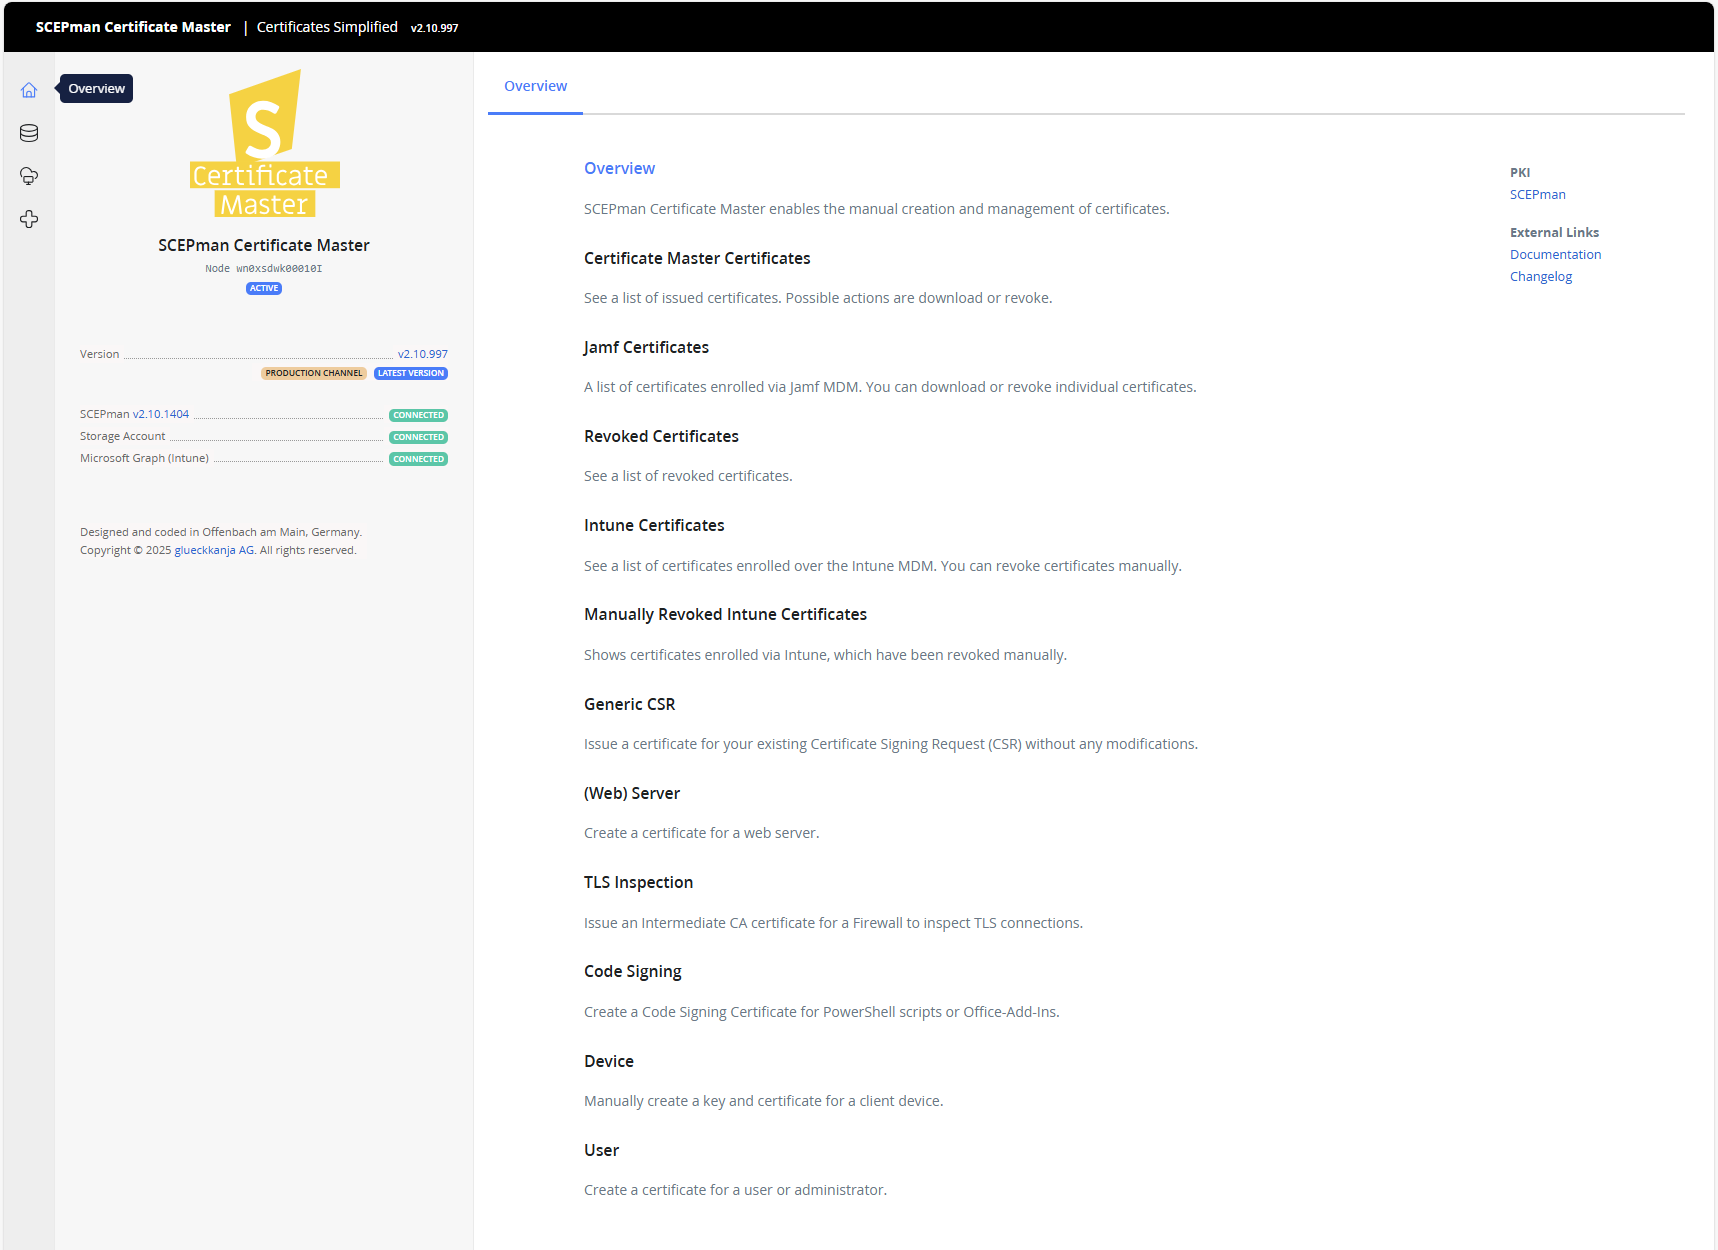 SCEPman Certificate Master | Certificates Simplified v2.10.997
Overview
S
Certificate
Master
SCEPman Certificate Master
Node wn0xsdwk00010I
ACTIVE
Version v2.10.997
PRODUCTION CHANNEL LATEST VERSION
SCEPman v2.10.1404 CONNECTED
Storage Account CONNECTED
Microsoft Graph (Intune) CONNECTED
Designed and coded in Offenbach am Main, Germany.
Copyright © 2025 glueckkanja AG. All rights reserved.
Overview
Overview
SCEPman Certificate Master enables the manual creation and management of certificates.
Certificate Master Certificates
See a list of issued certificates. Possible actions are download or revoke.
Jamf Certificates
A list of certificates enrolled via Jamf MDM. You can download or revoke individual certificates.
Revoked Certificates
See a list of revoked certificates.
Intune Certificates
See a list of certificates enrolled over the Intune MDM. You can revoke certificates manually.
Manually Revoked Intune Certificates
Shows certificates enrolled via Intune, which have been revoked manually.
Generic CSR
Issue a certificate for your existing Certificate Signing Request (CSR) without any modifications.
(Web) Server
Create a certificate for a web server.
TLS Inspection
Issue an Intermediate CA certificate for a Firewall to inspect TLS connections.
Code Signing
Create a Code Signing Certificate for PowerShell scripts or Office-Add-Ins.
Device
Manually create a key and certificate for a client device.
User
Create a certificate for a user or administrator.
PKI
SCEPman
External Links
Documentation
Changelog